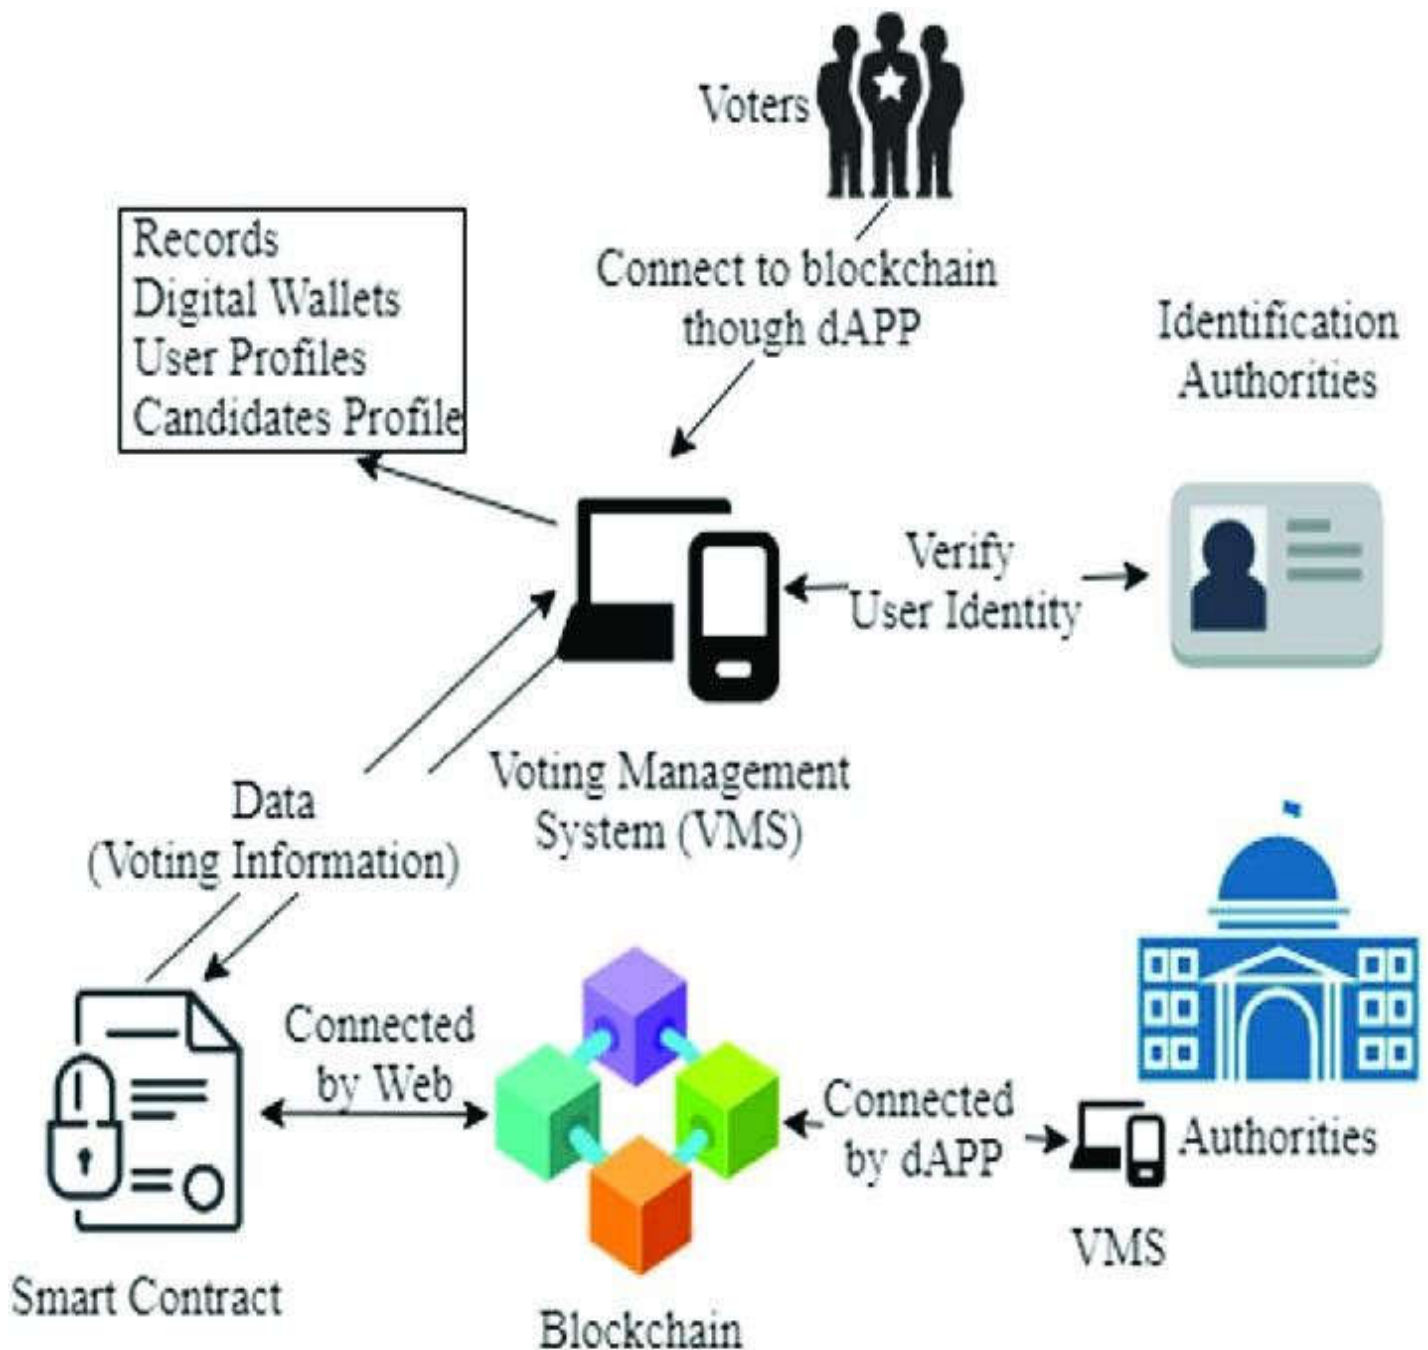 Voters
Connect to blockchain
though dAPP
Records
Digital Wallets
User Profiles
Candidates Profile
Identification
Authorities
Verify
User Identity
Voting Management
System (VMS)
Data
(Voting Information)
Connected
by Web
Connected
by dAPP
Authorities
VMS
Smart Contract
Blockchain